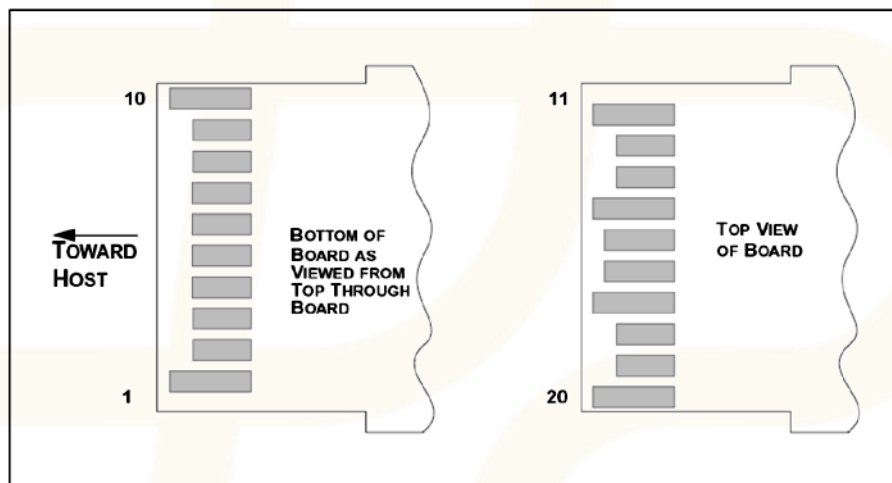 10
1
TOWARD
HOST
BOTTOM OF
BOARD AS
VIEWED FROM
TOP THROUGH
BOARD
11
20
TOP VIEW
OF BOARD